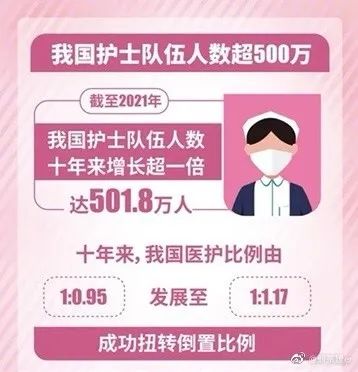 我国护士队伍人数超500万
截至2021年
我国护士队伍人数
十年来增长超一倍
达501.8万人
十年来,我国医护比例由
1:0.95 发展至 1:1.17
成功扭转倒置比例